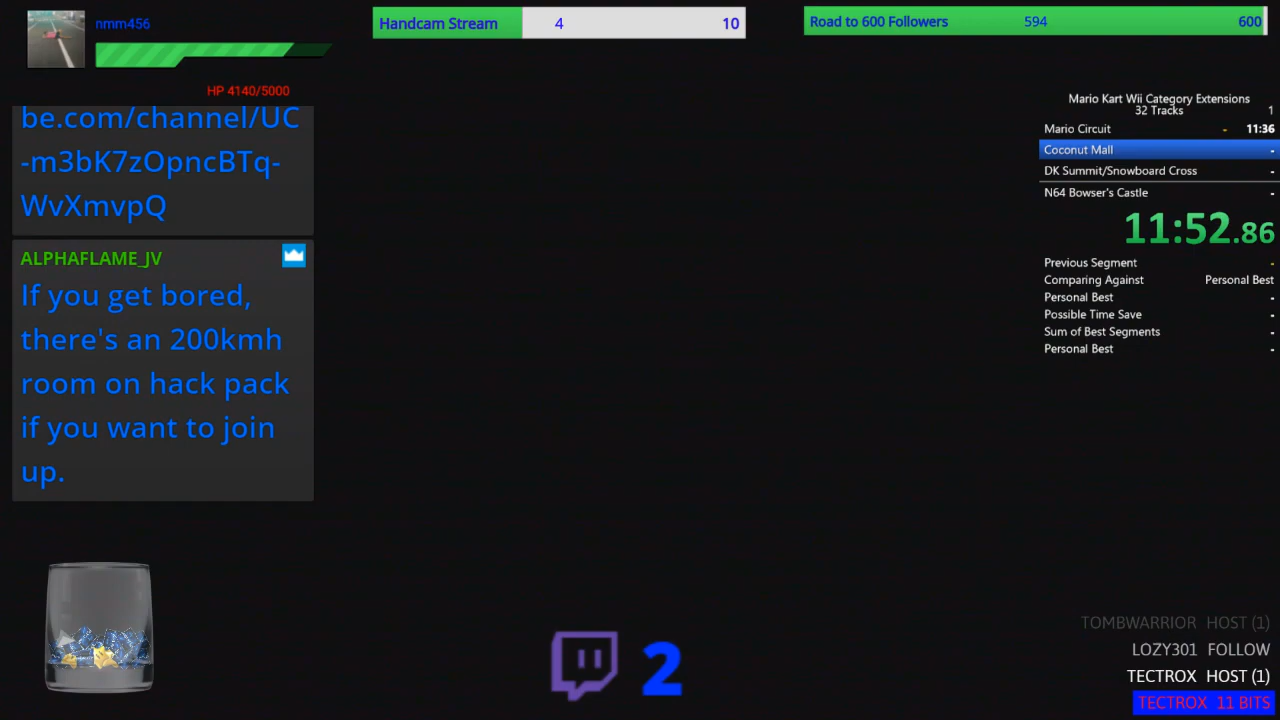 nmm456
HP 4140/5000
Handcam Stream 4 10
Road to 600 Followers 594 600
be.com/channel/UC
-m3bK7zOpncBTq-
WvXmvpQ
ALPHAFLAME_JV
If you get bored,
there's an 200kmh
room on hack pack
if you want to join
up.
Mario Kart Wii Category Extensions
32 Tracks 1
Mario Circuit - 11:36
Coconut Mall -
DK Summit/Snowboard Cross -
N64 Bowser's Castle -
11:52.86
Previous Segment -
Comparing Against Personal Best
Personal Best -
Possible Time Save -
Sum of Best Segments -
Personal Best -
2
TOMBWARRIOR HOST (1)
LOZY301 FOLLOW
TECTROX HOST (1)
TECTROX 11 BITS